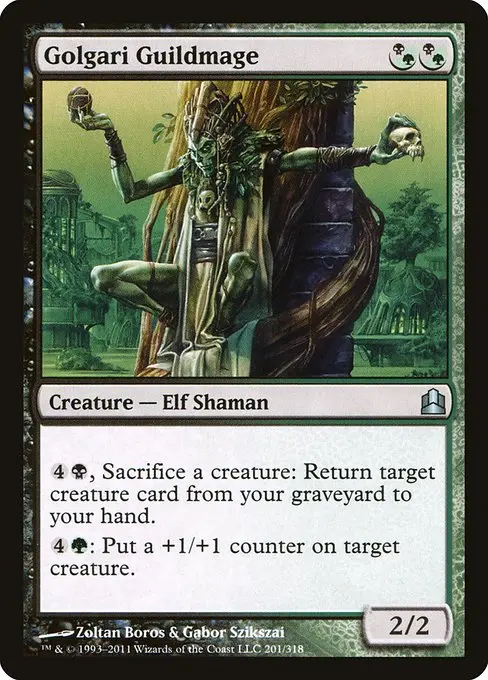 Golgari Guildmage
Creature — Elf Shaman
4, Sacrifice a creature: Return target
creature card from your graveyard to
your hand.
4: Put a +1/+1 counter on target
creature.
2/2
Zoltan Boros & Gabor Szikszai
™ & © 1993–2011 Wizards of the Coast LLC 201/318